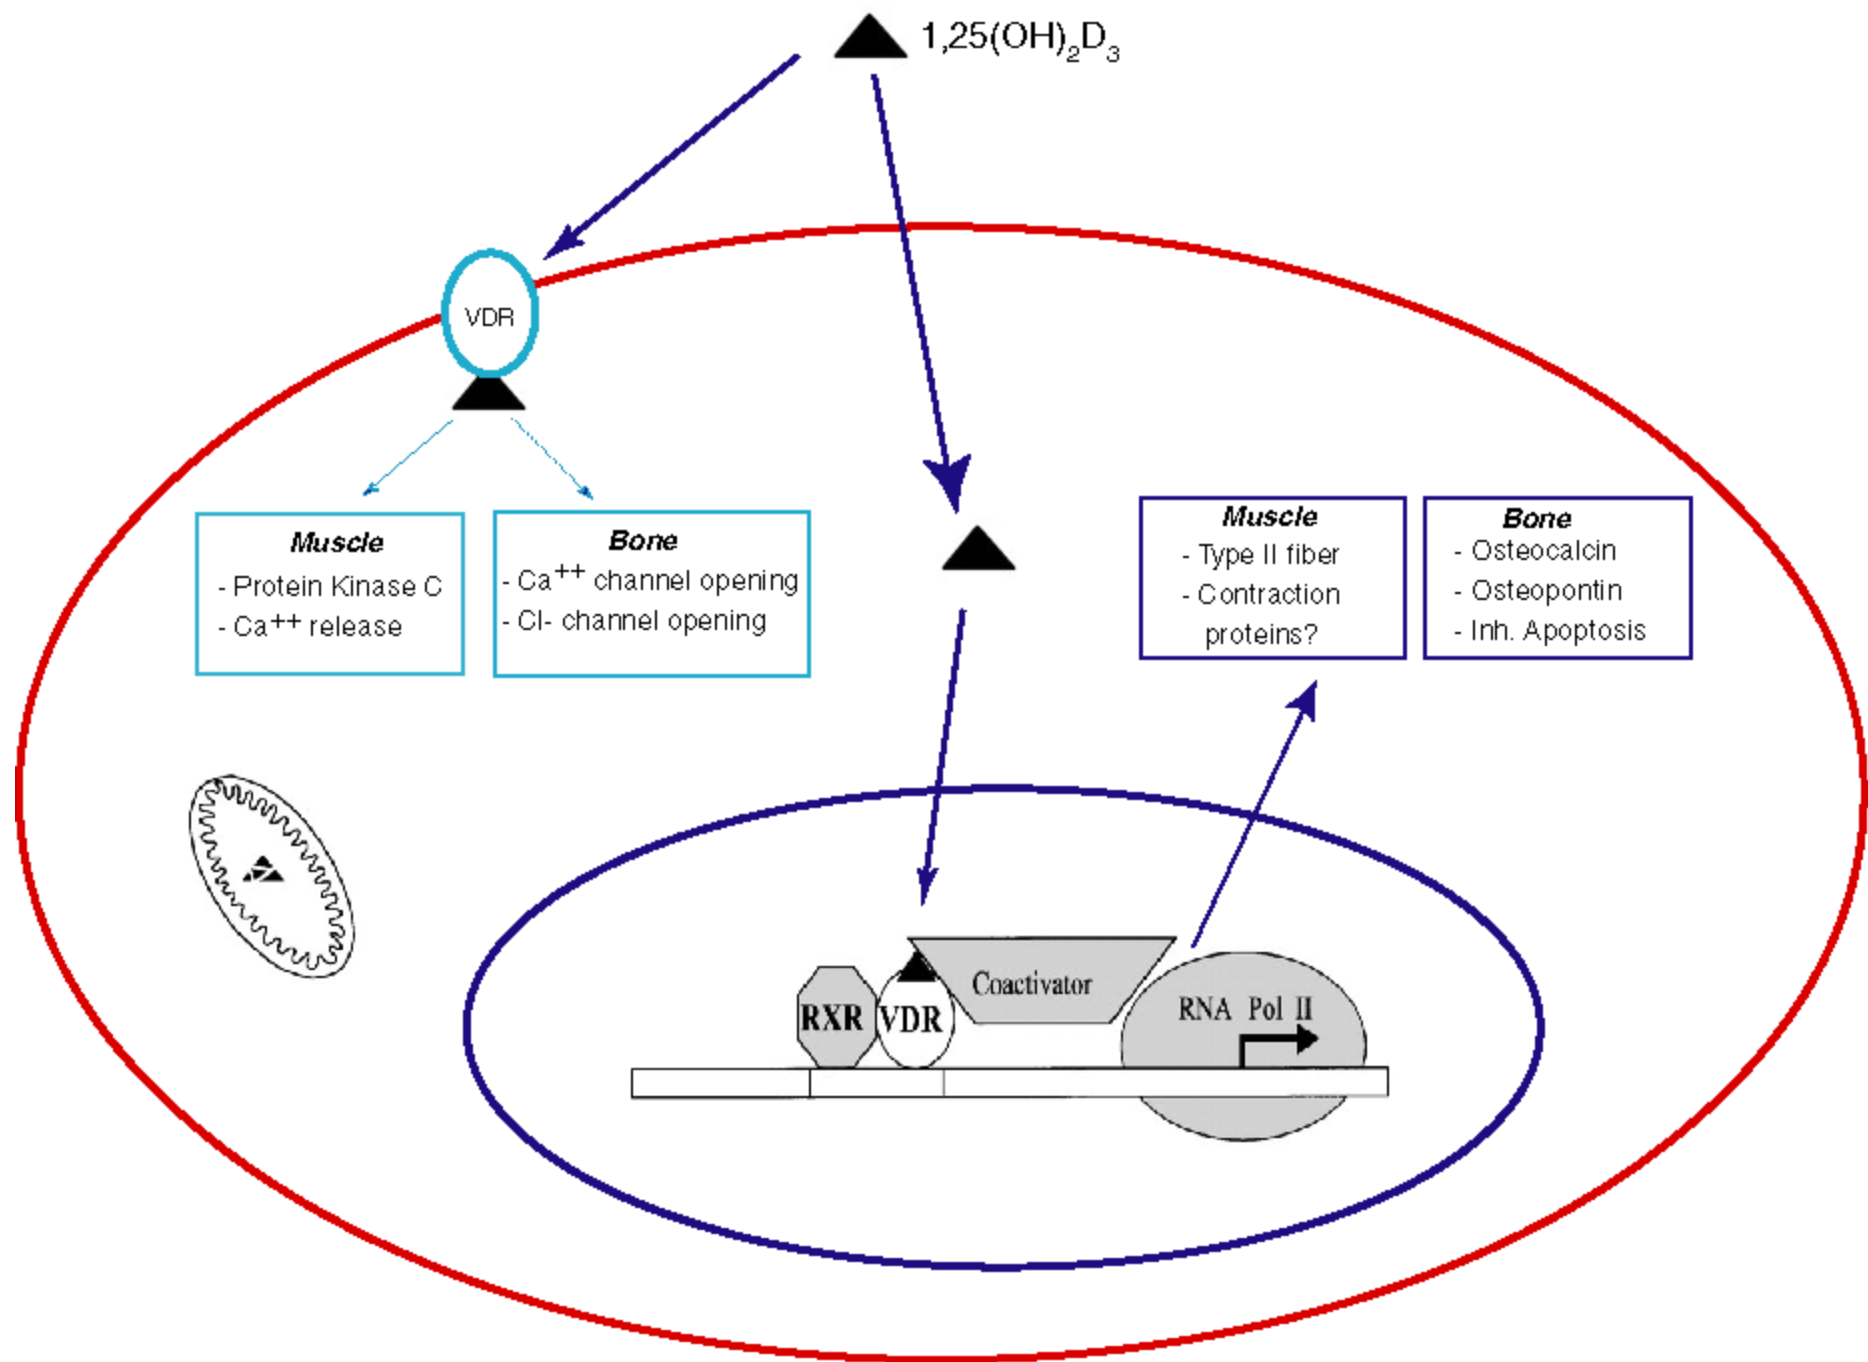 1,25(OH)₂D₃
VDR
Muscle
- Protein Kinase C
- Ca⁺⁺ release
Bone
- Ca⁺⁺ channel opening
- Cl- channel opening
Muscle
- Type II fiber
- Contraction
proteins?
Bone
- Osteocalcin
- Osteopontin
- Inh. Apoptosis
RXR
VDR
Coactivator
RNA Pol II